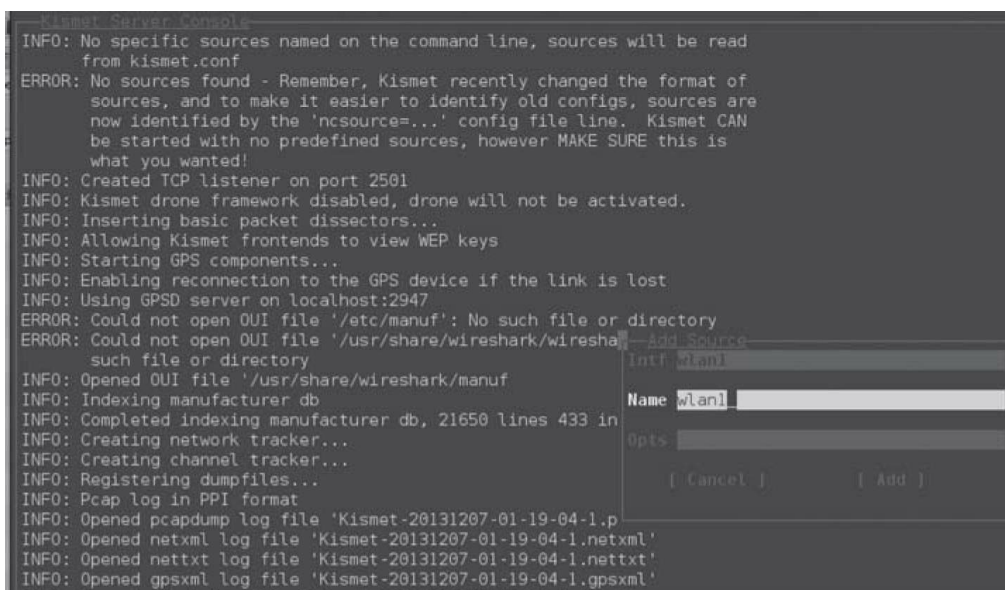 Kismet Server Console
INFO: No specific sources named on the command line, sources will be read
from kismet.conf
ERROR: No sources found - Remember, Kismet recently changed the format of
sources, and to make it easier to identify old configs, sources are
now identified by the 'ncsource=...' config file line.  Kismet CAN
be started with no predefined sources, however MAKE SURE this is
what you wanted!
INFO: Created TCP listener on port 2501
INFO: Kismet drone framework disabled, drone will not be activated.
INFO: Inserting basic packet dissectors...
INFO: Allowing Kismet frontends to view WEP keys
INFO: Starting GPS components...
INFO: Enabling reconnection to the GPS device if the link is lost
INFO: Using GPSD server on localhost:2947
ERROR: Could not open OUI file '/etc/manuf': No such file or directory
ERROR: Could not open OUI file '/usr/share/wireshark/wiresha
such file or directory
INFO: Opened OUI file '/usr/share/wireshark/manuf
INFO: Indexing manufacturer db
INFO: Completed indexing manufacturer db, 21650 lines 433 in
INFO: Creating network tracker...
INFO: Creating channel tracker...
INFO: Registering dumpfiles...
INFO: Pcap log in PPI format
INFO: Opened pcapdump log file 'Kismet-20131207-01-19-04-1.p
INFO: Opened netxml log file 'Kismet-20131207-01-19-04-1.netxml'
INFO: Opened nettxt log file 'Kismet-20131207-01-19-04-1.nettxt'
INFO: Opened gpsxml log file 'Kismet-20131207-01-19-04-1.gpsxml'
Add Source
Intf wlan1
Name wlan1_
Opts
[ Cancel ] [ Add ]